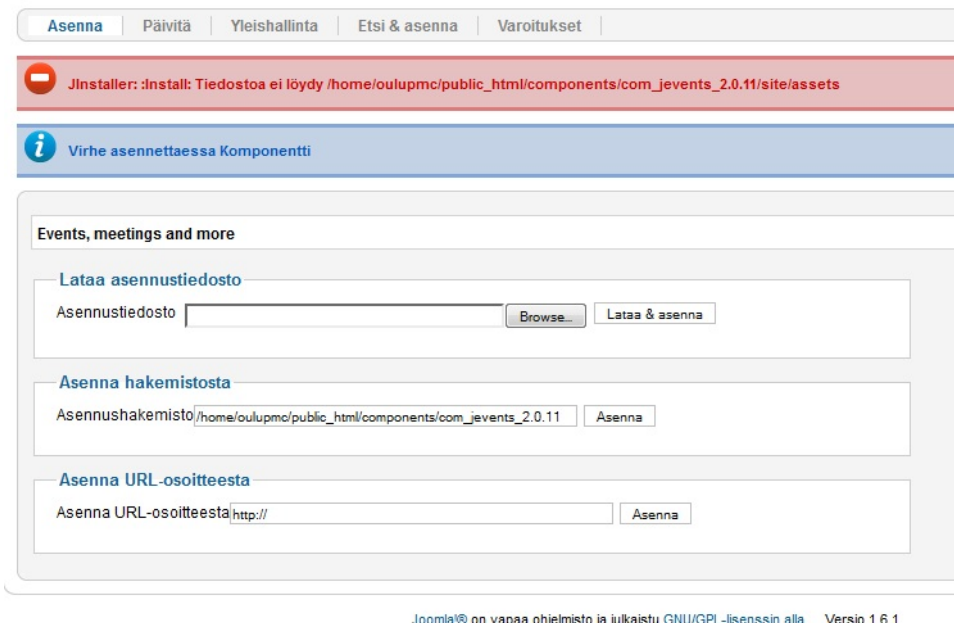 Asenna Päivitä Yleishallinta Etsi & asenna Varoitukset
JInstaller: :Install: Tiedostoa ei löydy /home/oulupmc/public_html/components/com_jevents_2.0.11/site/assets
Virhe asennettaessa Komponentti
Events, meetings and more
Lataa asennustiedosto
Asennustiedosto Browse... Lataa & asenna
Asenna hakemistosta
Asennushakemisto /home/oulupmc/public_html/components/com_jevents_2.0.11 Asenna
Asenna URL-osoitteesta
Asenna URL-osoitteesta http:// Asenna
Joomla!® on vapaa ohjelmisto ja julkaistu GNU/GPL-lisenssin alla. Versio 1.6.1